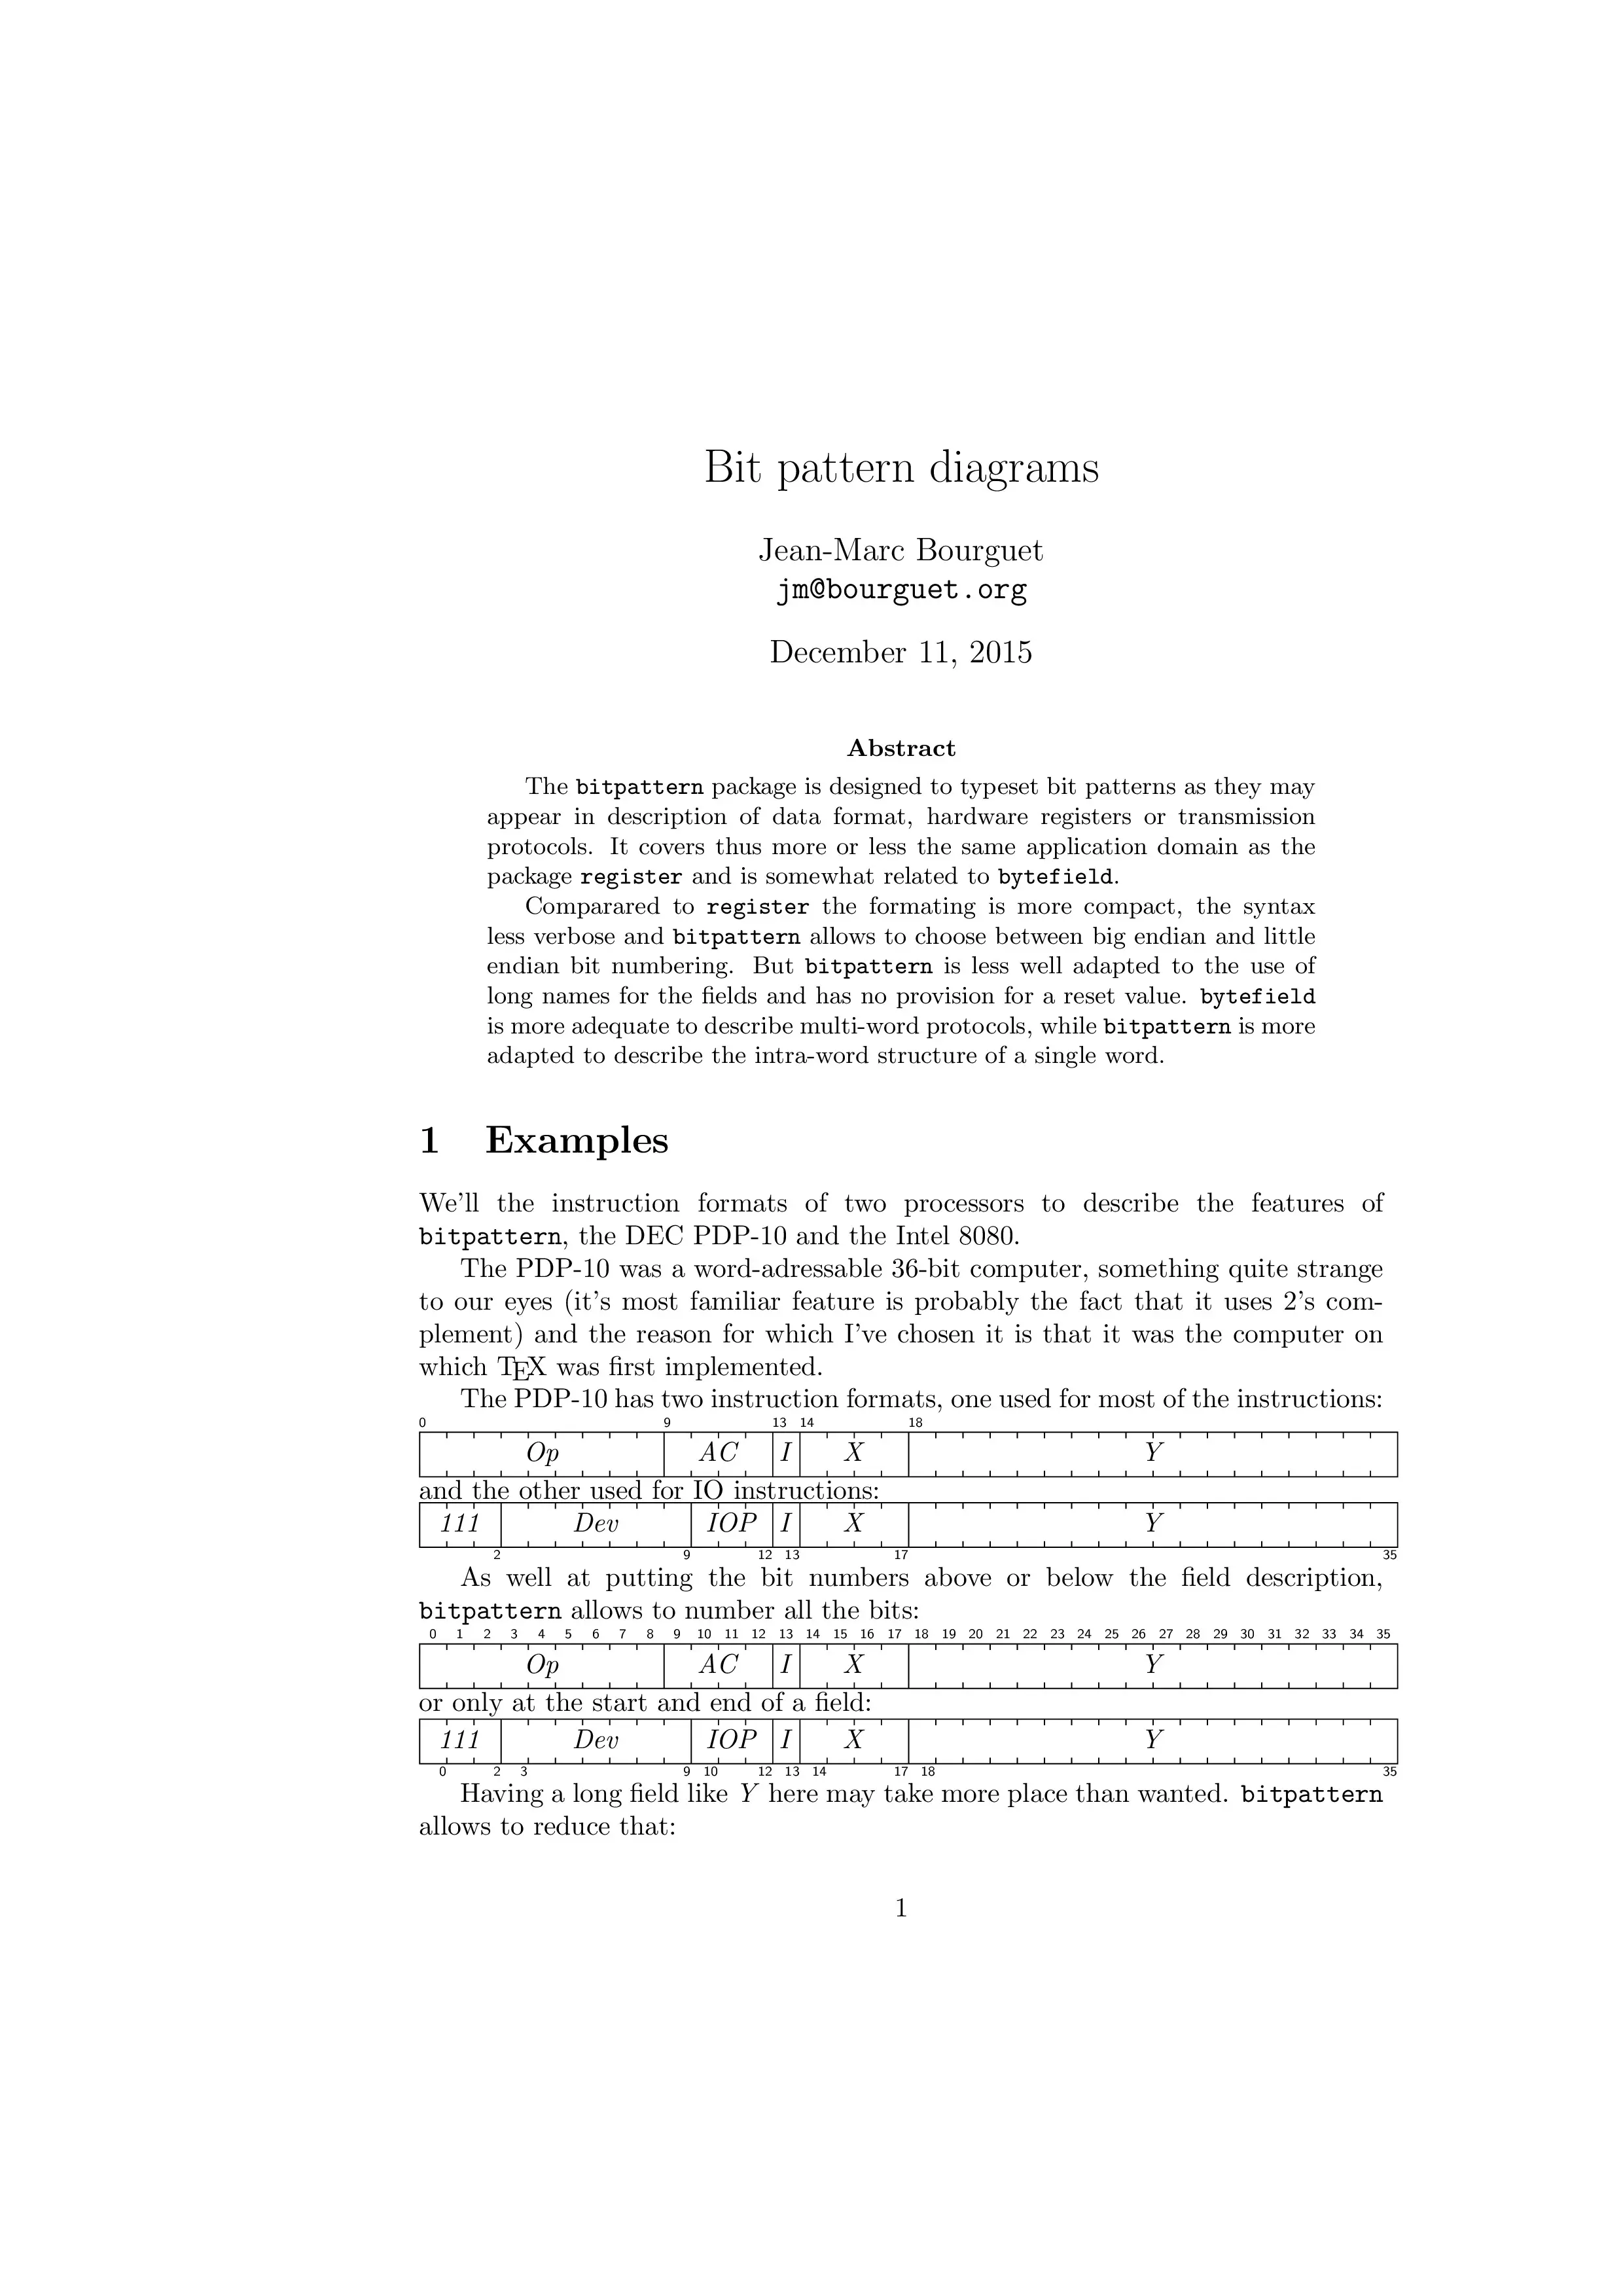 Bit pattern diagrams
Jean-Marc Bourguet
jm@bourguet.org
December 11, 2015
Abstract
The bitpattern package is designed to typeset bit patterns as they may
appear in description of data format, hardware registers or transmission
protocols. It covers thus more or less the same application domain as the
package register and is somewhat related to bytefield.
Comparared to register the formating is more compact, the syntax
less verbose and bitpattern allows to choose between big endian and little
endian bit numbering. But bitpattern is less well adapted to the use of
long names for the fields and has no provision for a reset value. bytefield
is more adequate to describe multi-word protocols, while bitpattern is more
adapted to describe the intra-word structure of a single word.
1 Examples
We'll the instruction formats of two processors to describe the features of
bitpattern, the DEC PDP-10 and the Intel 8080.
The PDP-10 was a word-adressable 36-bit computer, something quite strange
to our eyes (it's most familiar feature is probably the fact that it uses 2's com-
plement) and the reason for which I've chosen it is that it was the computer on
which TEX was first implemented.
The PDP-10 has two instruction formats, one used for most of the instructions:
0 9 13 14 18
Op AC I X Y
and the other used for IO instructions:
111 Dev IOP I X Y
2 9 12 13 17 35
As well at putting the bit numbers above or below the field description,
bitpattern allows to number all the bits:
0 1 2 3 4 5 6 7 8 9 10 11 12 13 14 15 16 17 18 19 20 21 22 23 24 25 26 27 28 29 30 31 32 33 34 35
Op AC I X Y
or only at the start and end of a field:
111 Dev IOP I X Y
0 2 3 9 10 12 13 14 17 18 35
Having a long field like Y here may take more place than wanted. bitpattern
allows to reduce that:
1